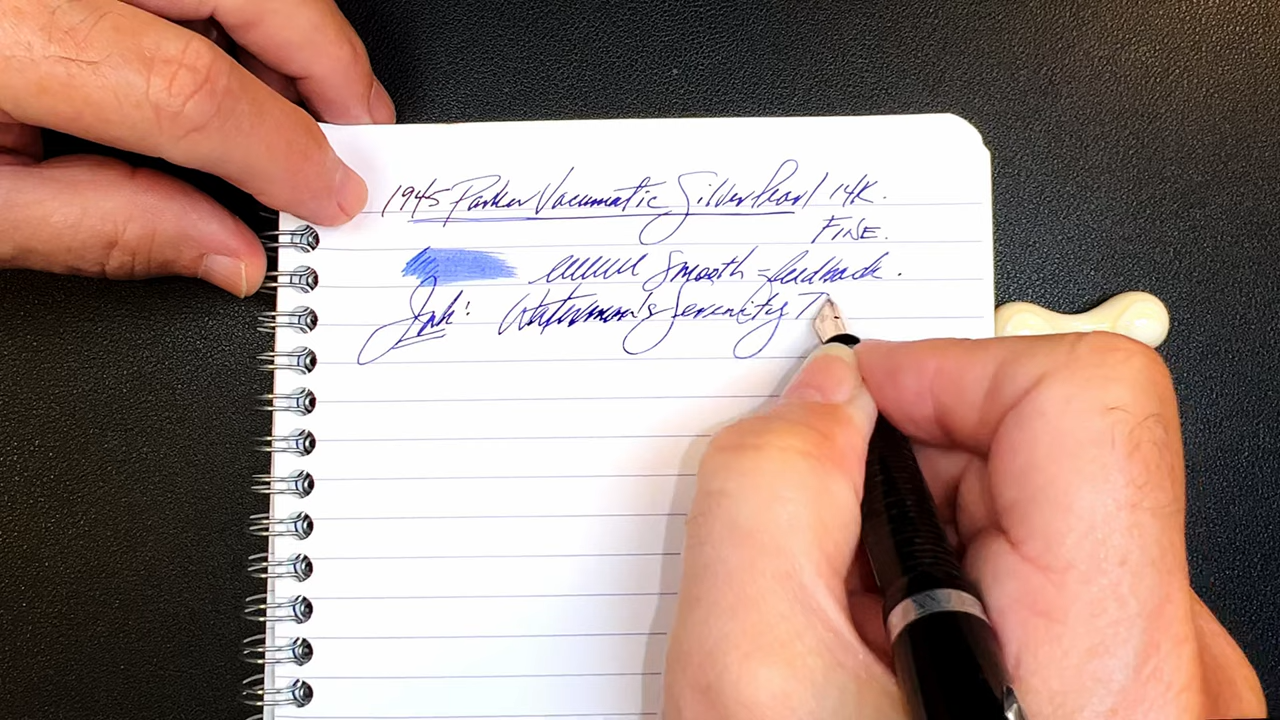 1945 Parker Vacumatic Silver Pearl 14K.
FINE.
Smooth - feedback.
Ink: Waterman's Serenity